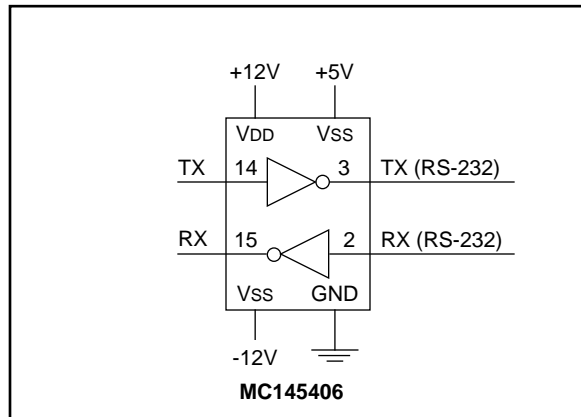 +12V +5V
VDD VSS
TX 14 3 TX (RS-232)
RX 15 2 RX (RS-232)
VSS GND
-12V
MC145406